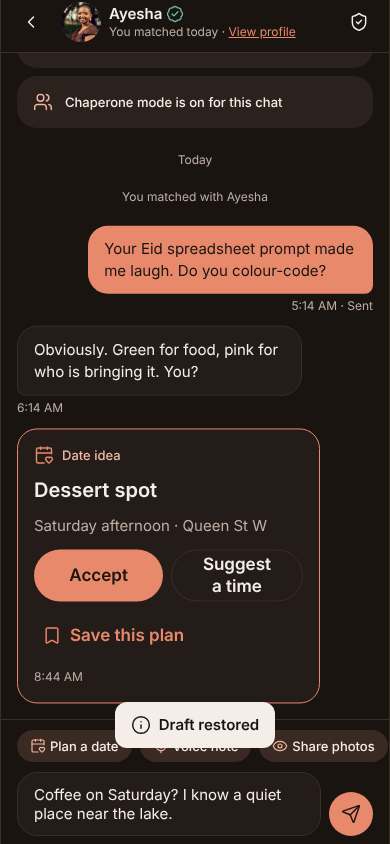 Ayesha
You matched today · View profile
Chaperone mode is on for this chat
Today
You matched with Ayesha
Your Eid spreadsheet prompt made
me laugh. Do you colour-code?
5:14 AM · Sent
Obviously. Green for food, pink for
who is bringing it. You?
6:14 AM
Date idea
Dessert spot
Saturday afternoon · Queen St W
Accept
Suggest
a time
Save this plan
8:44 AM
Draft restored
Plan a date
Voice note
Share photos
Coffee on Saturday? I know a quiet
place near the lake.